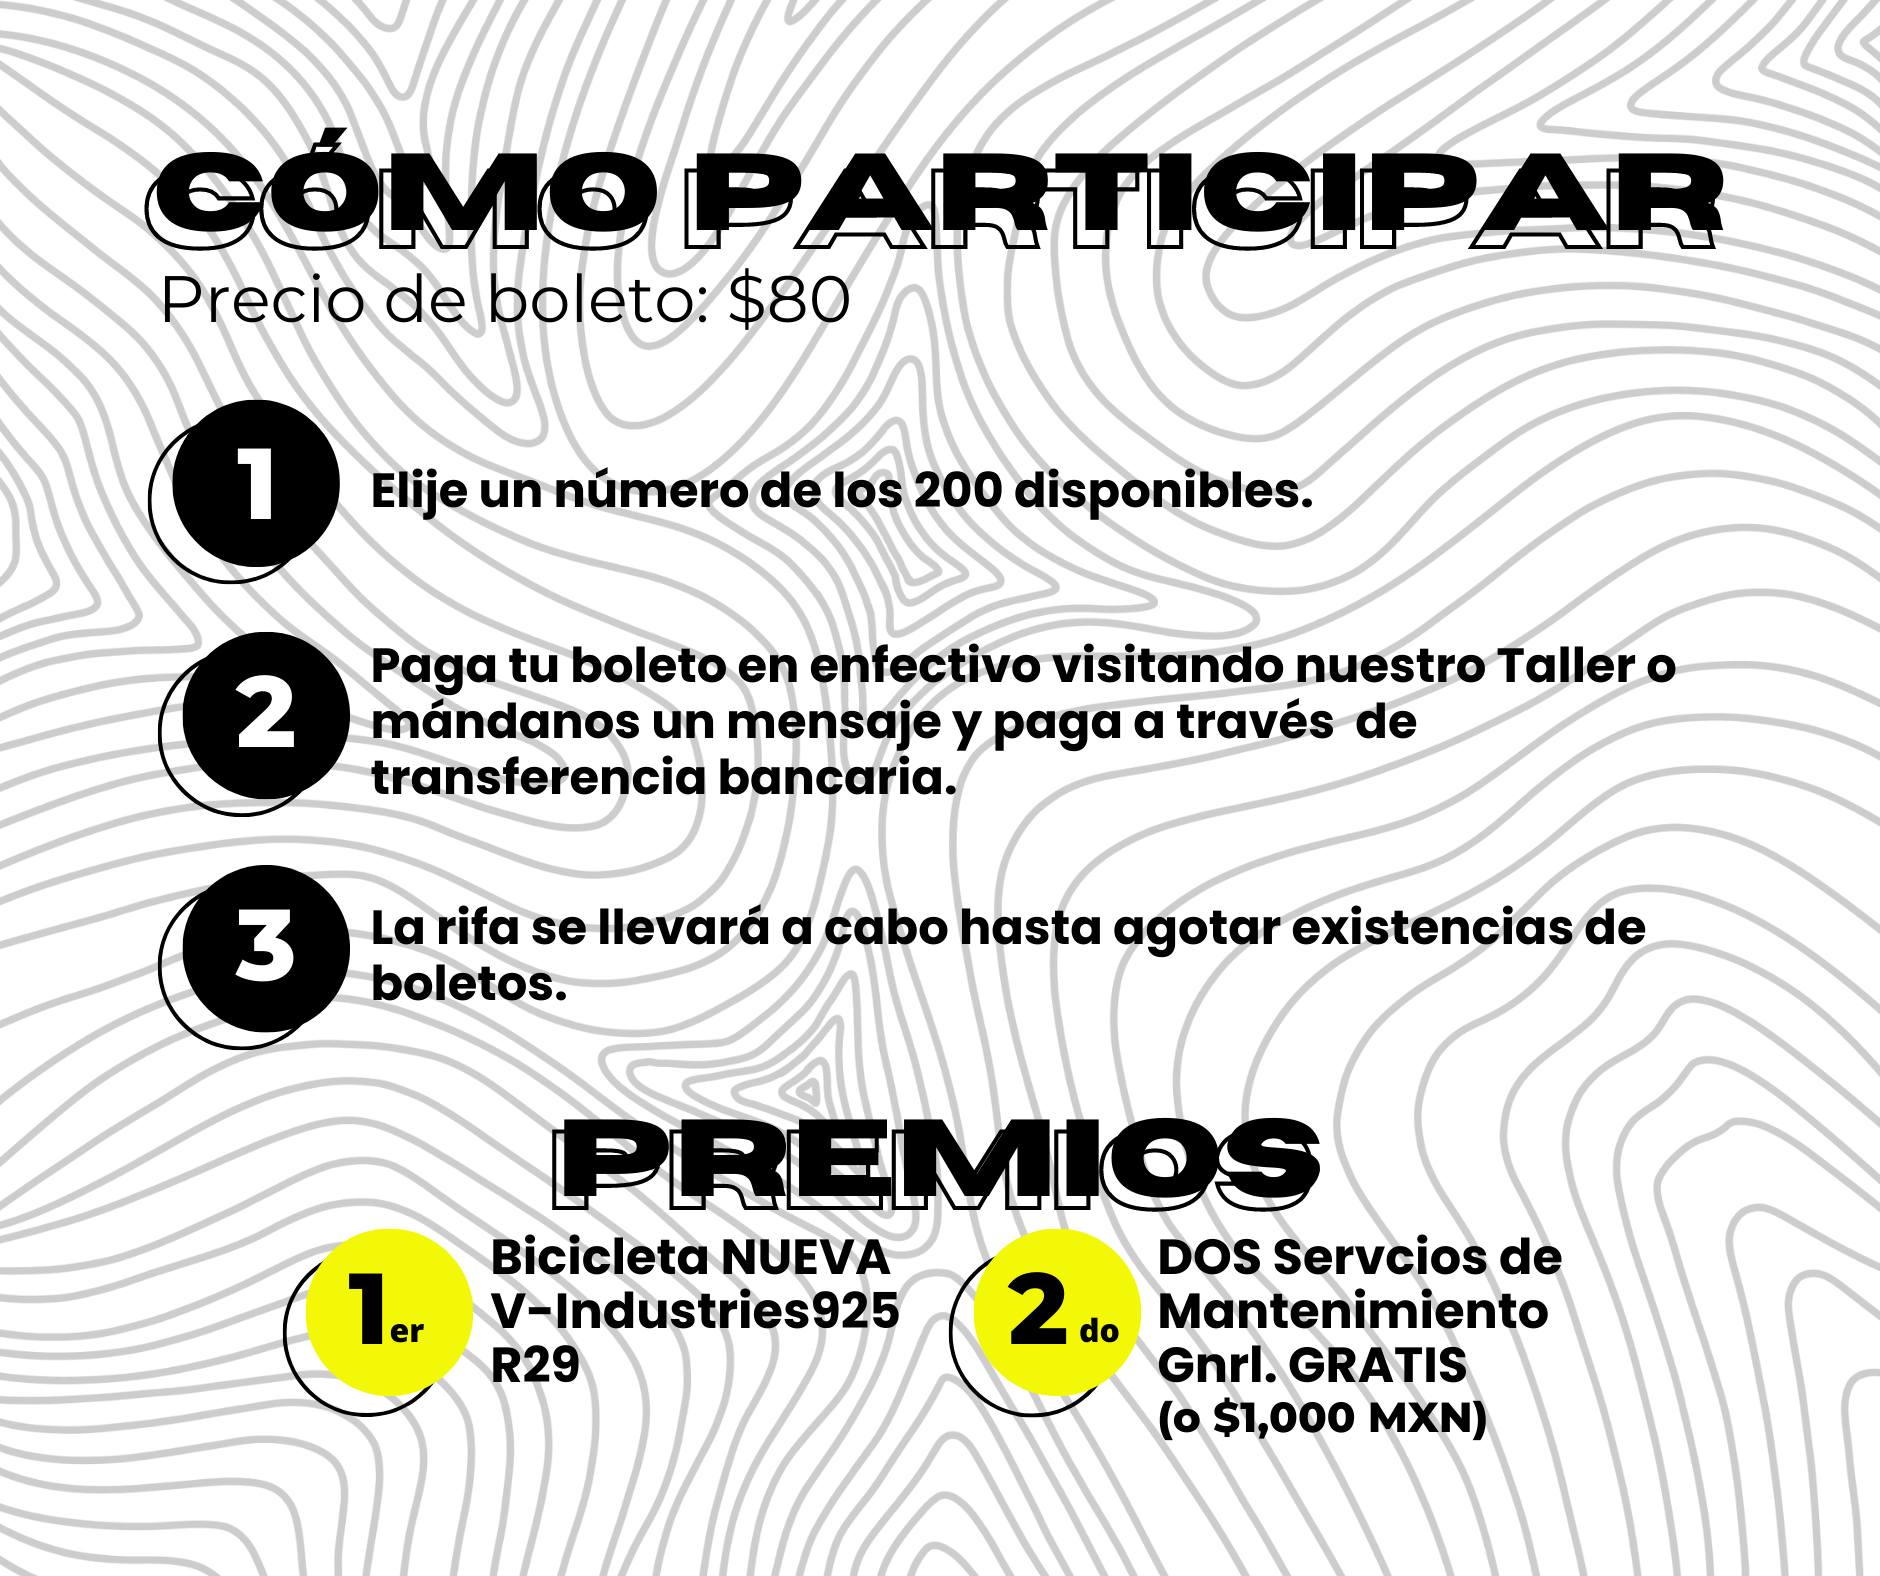 CÓMO PARTICIPAR
Precio de boleto: $80
1
Elije un número de los 200 disponibles.
2
Paga tu boleto en enfectivo visitando nuestro Taller o
mándanos un mensaje y paga a través  de
transferencia bancaria.
3
La rifa se llevará a cabo hasta agotar existencias de
boletos.
PREMIOS
1er
Bicicleta NUEVA
V-Industries925
R29
2 do
DOS Servcios de
Mantenimiento
Gnrl. GRATIS
(o $1,000 MXN)